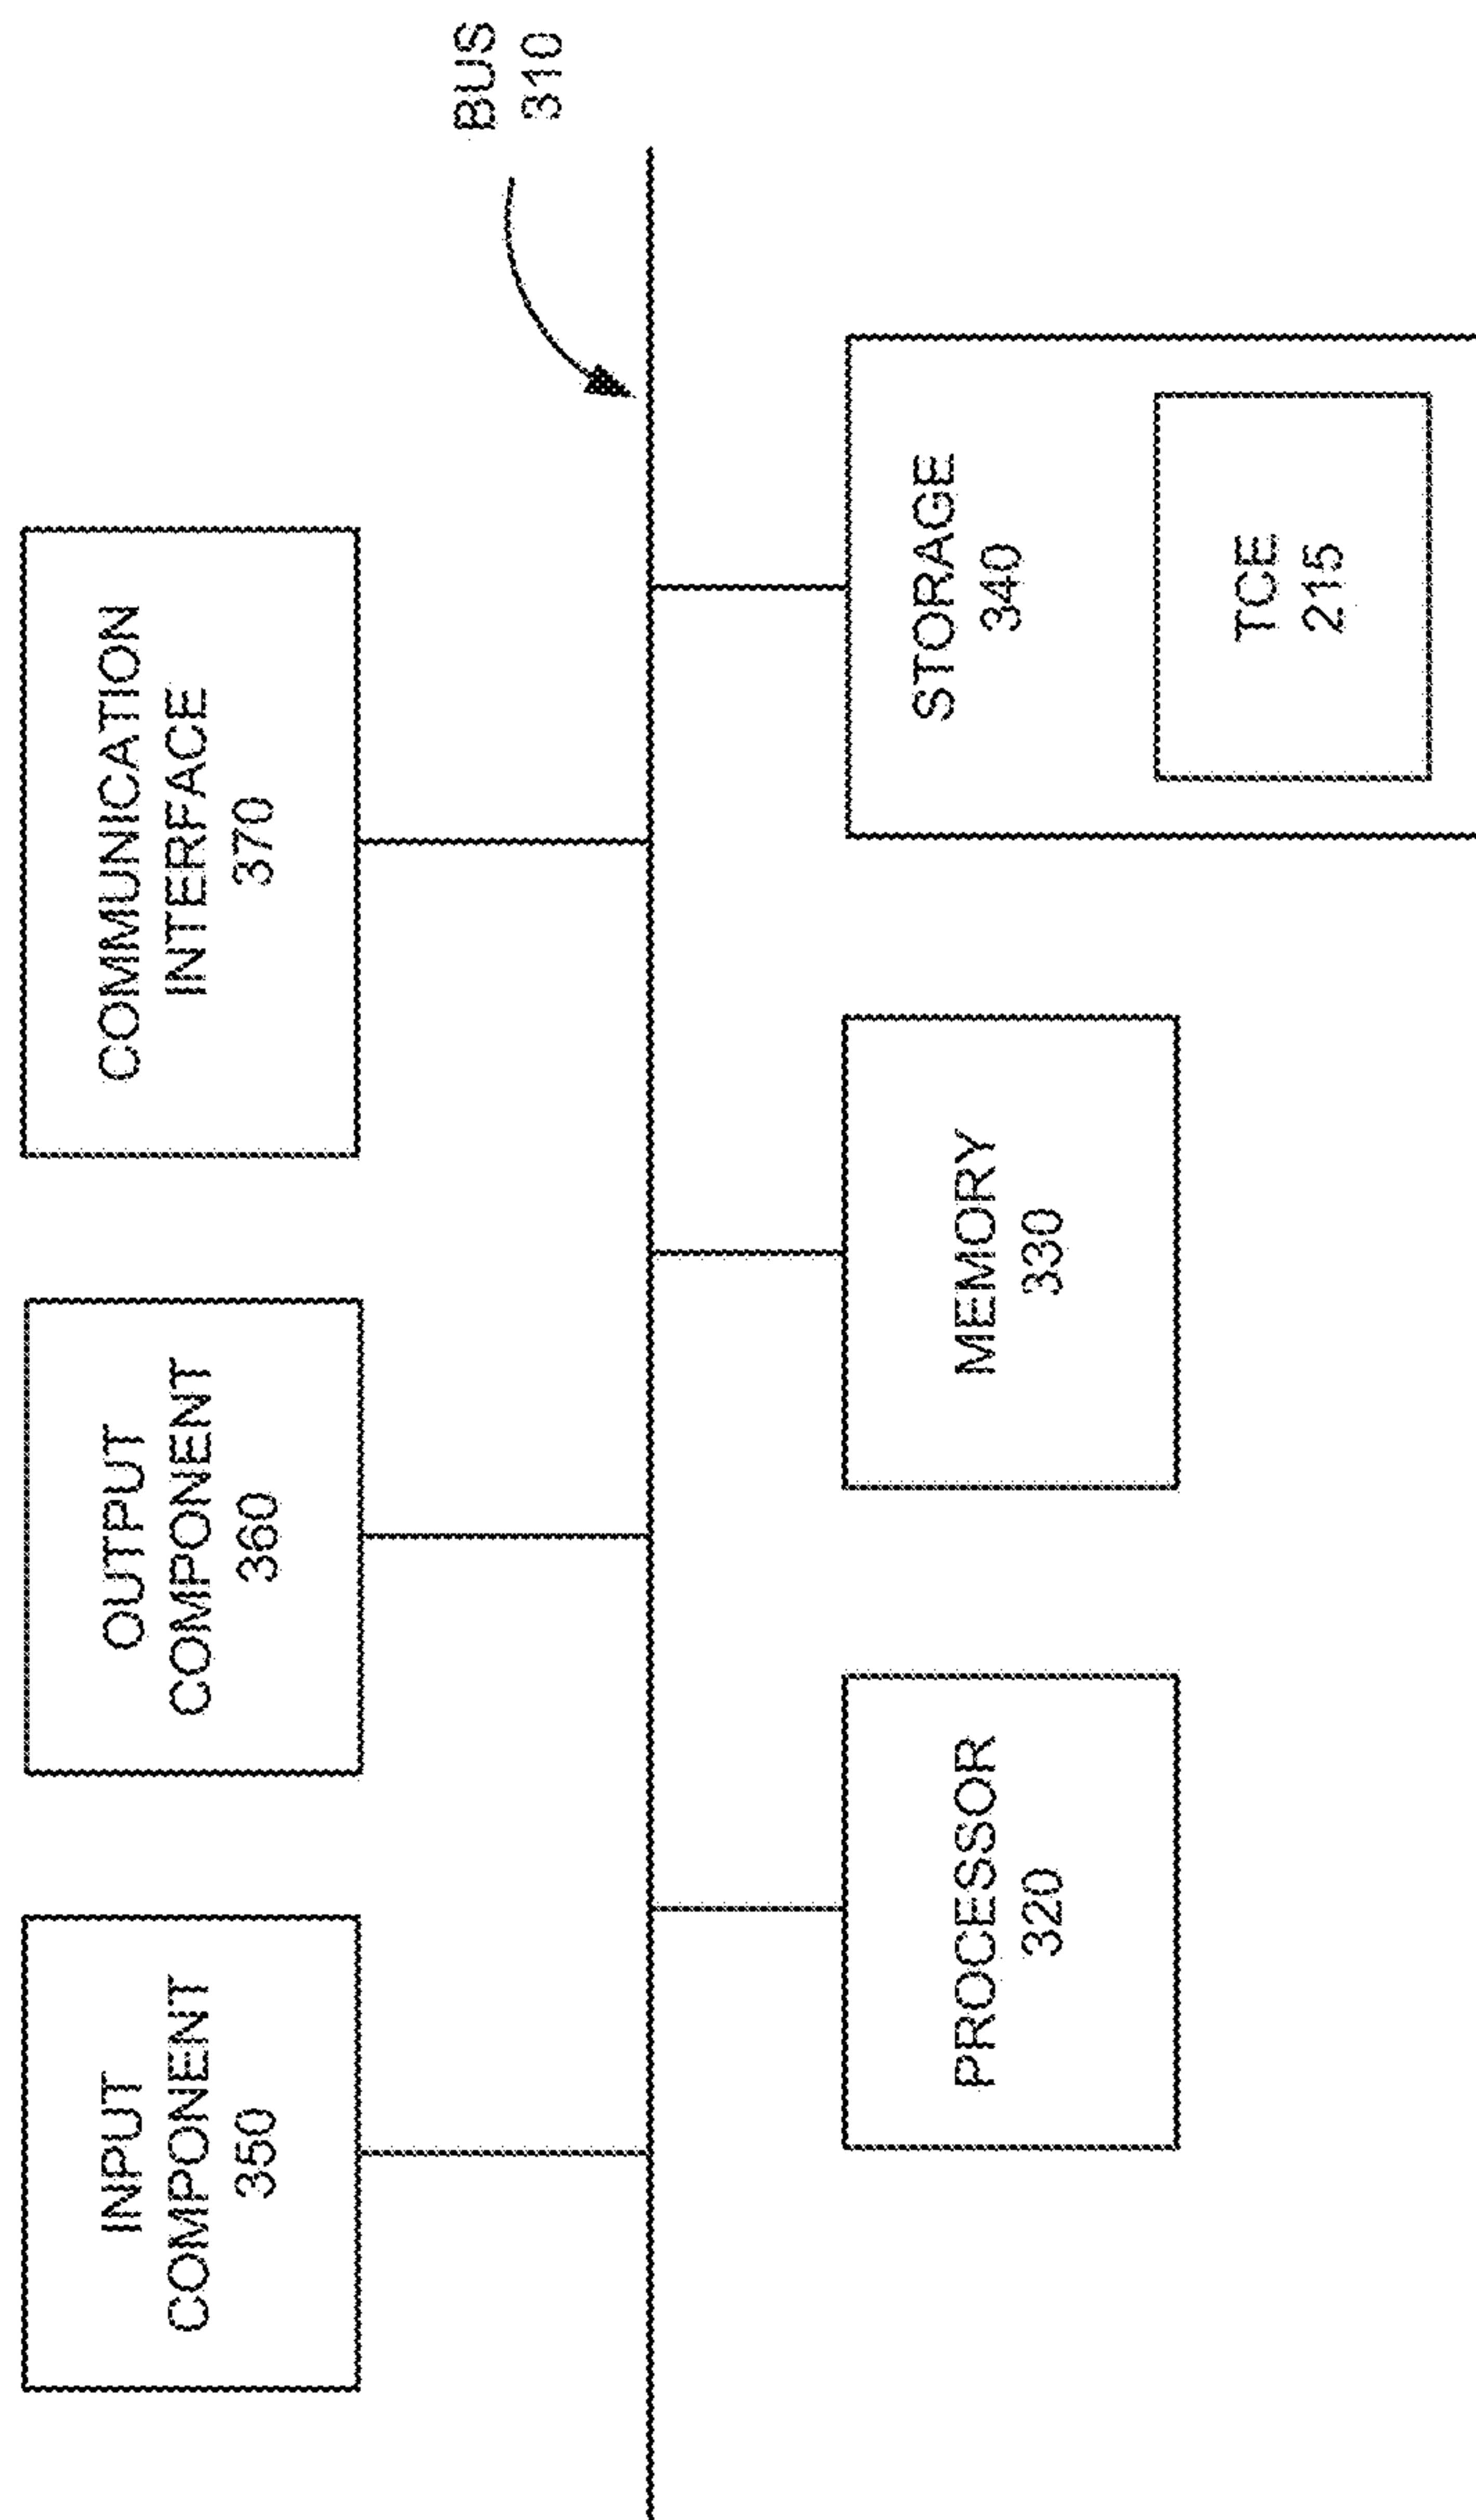 INPUT
COMPONENT
350
OUTPUT
COMPONENT
360
COMMUNICATION
INTERFACE
370
BUS
310
PROCESSOR
320
MEMORY
330
STORAGE
340
TCE
215